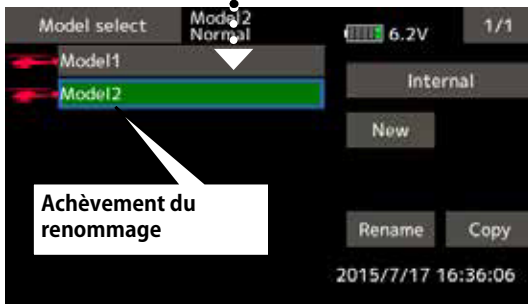 Model select
Model2
Normal
6.2V
1/1
Model1
Internal
Model2
New
Achèvement du
renommage
Rename
Copy
2015/7/17 16:36:06